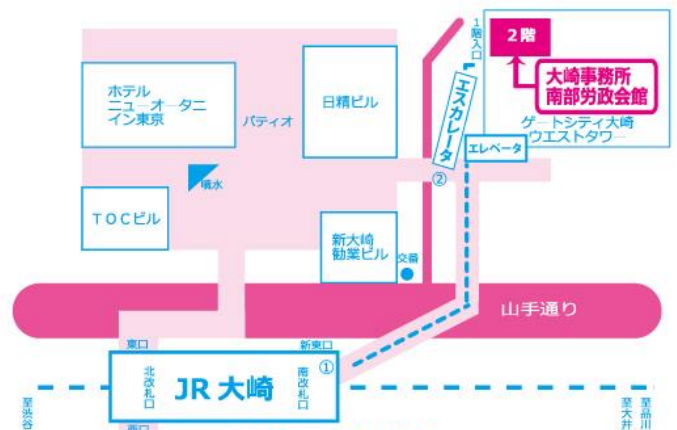 1階入口
2階
大崎事務所
南部労政会館
ゲートシティ大崎
ウエストタワー
エスカレータ
エレベータ
②
ホテル
ニューオータニ
イン東京
パティオ
日精ビル
噴水
TOCビル
新大崎
勧業ビル
交番
山手通り
東口
新東口
①
北改札口
JR 大崎
南改札口
至渋谷
至大井
至品川
西口